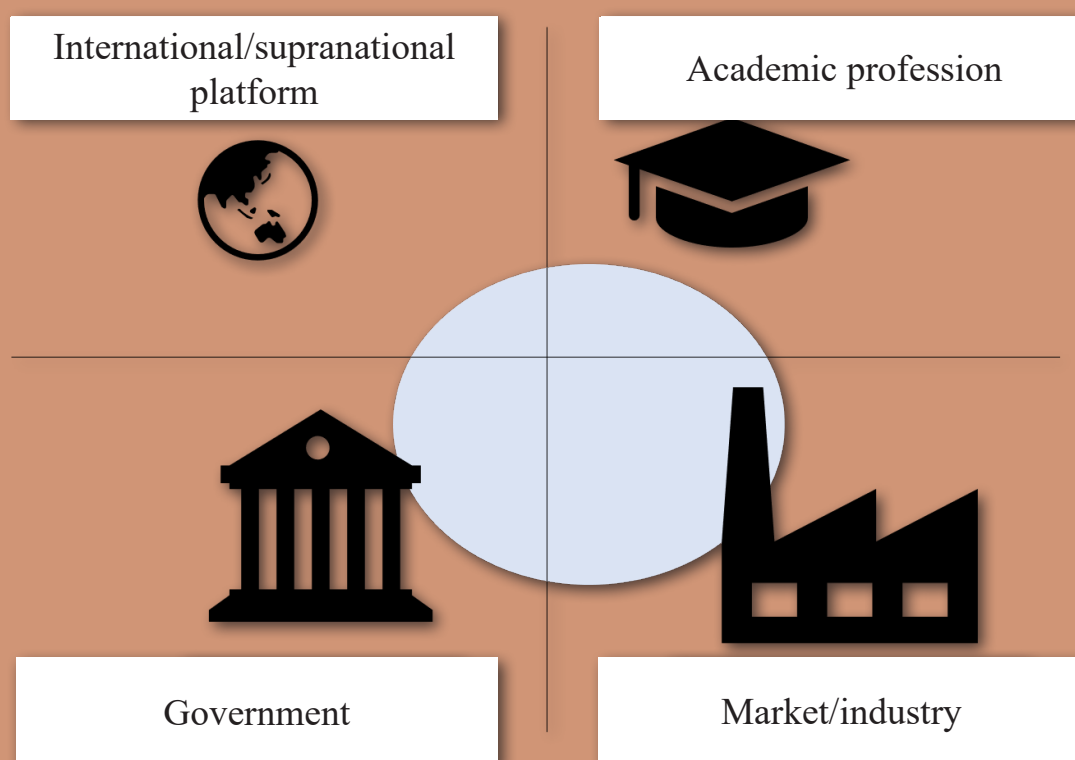 International/supranational
platform
Academic profession
Government
Market/industry